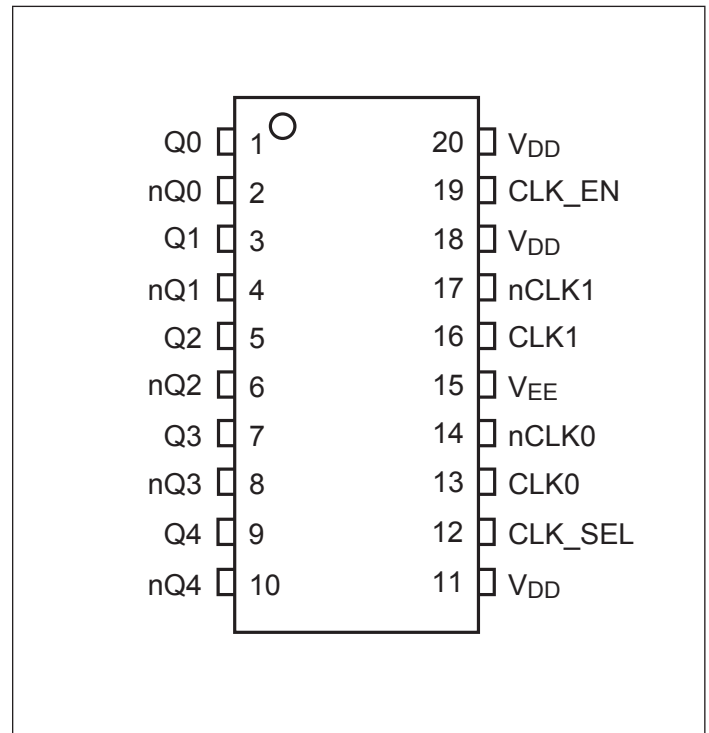 Q0 1 20 VDD
nQ0 2 19 CLK_EN
Q1 3 18 VDD
nQ1 4 17 nCLK1
Q2 5 16 CLK1
nQ2 6 15 VEE
Q3 7 14 nCLK0
nQ3 8 13 CLK0
Q4 9 12 CLK_SEL
nQ4 10 11 VDD